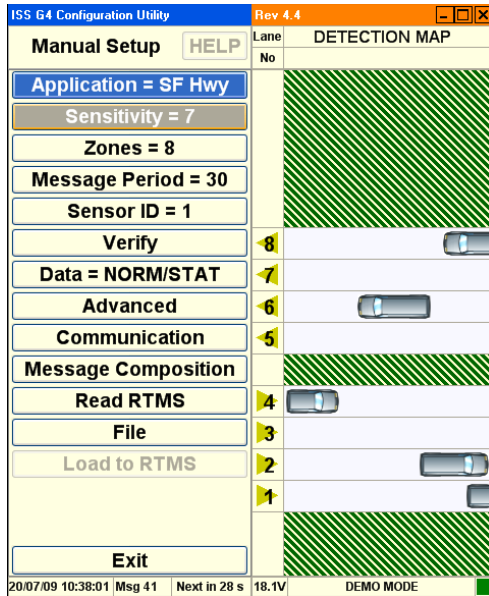 ISS G4 Configuration Utility Rev 4.4
Manual Setup HELP Lane No DETECTION MAP
Application = SF Hwy
Sensitivity = 7
Zones = 8
Message Period = 30
Sensor ID = 1
Verify 8
Data = NORM/STAT 7
Advanced 6
Communication 5
Message Composition
Read RTMS 4
File 3
Load to RTMS 2
1
Exit
20/07/09 10:38:01 Msg 41 Next in 28 s 18.1V DEMO MODE